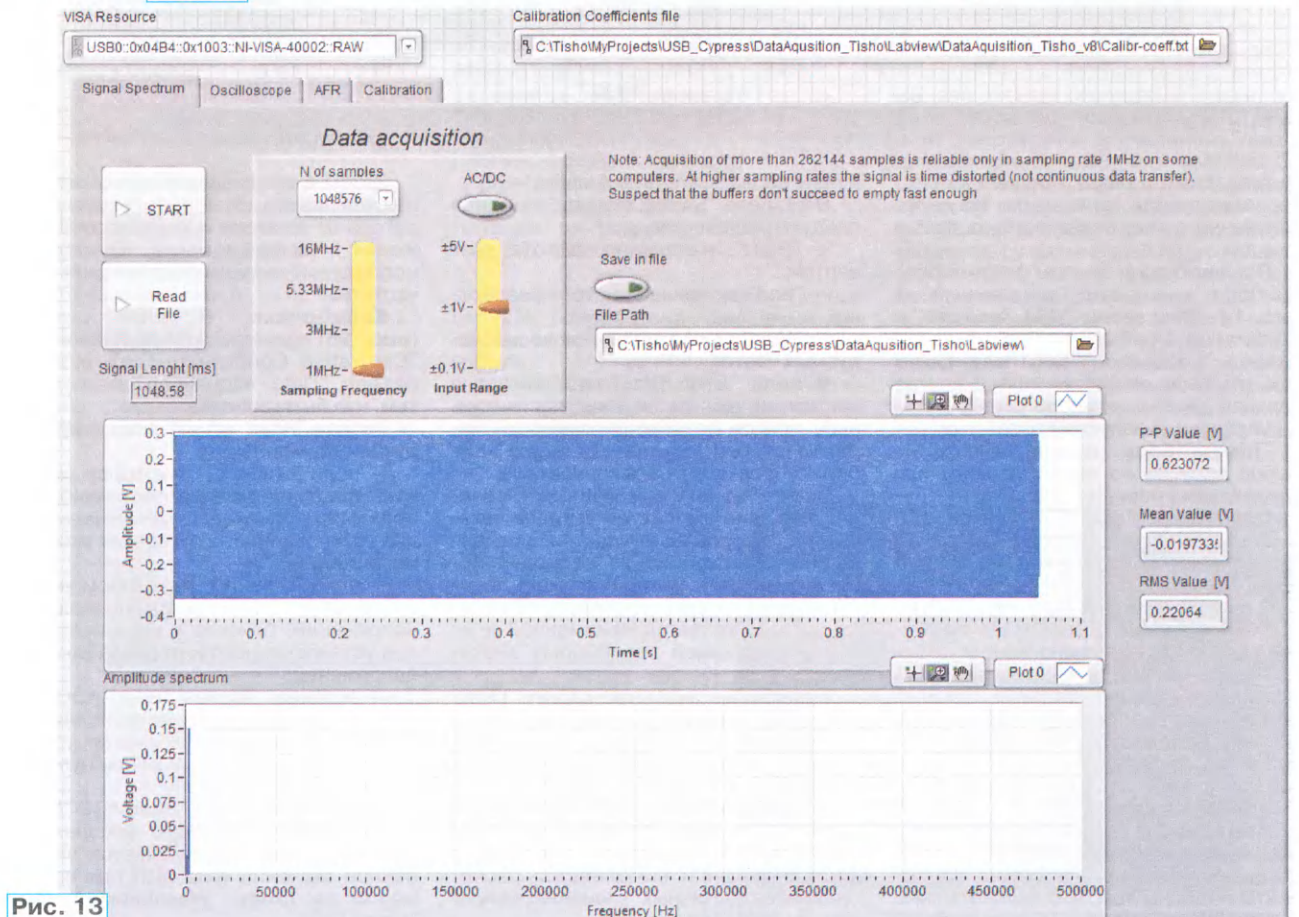 VISA Resource
Calibration Coefficients file
USB0::0x04B4::0x1003::NI-VISA-40002::RAW
C:\Tisho\MyProjects\USB_Cypress\DataAqusition_Tisho\Labview\DataAquisition_Tisho_v8\Calibr-coeff.txt
Signal Spectrum
Oscilloscope
AFR
Calibration
Data acquisition
START
Read
File
Signal Lenght [ms]
1048.58
N of samples
1048576
16MHz
5.33MHz
3MHz
1MHz
Sampling Frequency
AC/DC
±5V
±1V
±0.1V
Input Range
Note: Acquisition of more than 262144 samples is reliable only in sampling rate 1MHz on some
computers. At higher sampling rates the signal is time distorted (not continuous data transfer).
Suspect that the buffers don't succeed to empty fast enough
Save in file
File Path
C:\Tisho\MyProjects\USB_Cypress\DataAqusition_Tisho\Labview\
Plot 0
Amplitude [V]
0.3
0.2
0.1
0
-0.1
-0.2
-0.3
-0.4
0 0.1 0.2 0.3 0.4 0.5 0.6 0.7 0.8 0.9 1 1.1
Time [s]
P-P Value [V]
0.623072
Mean Value [V]
-0.019733
RMS Value [V]
0.22064
Amplitude spectrum
Plot 0
Voltage [V]
0.175
0.15
0.125
0.1
0.075
0.05
0.025
0
0 50000 100000 150000 200000 250000 300000 350000 400000 450000 500000
Frequency [Hz]
Рис. 13